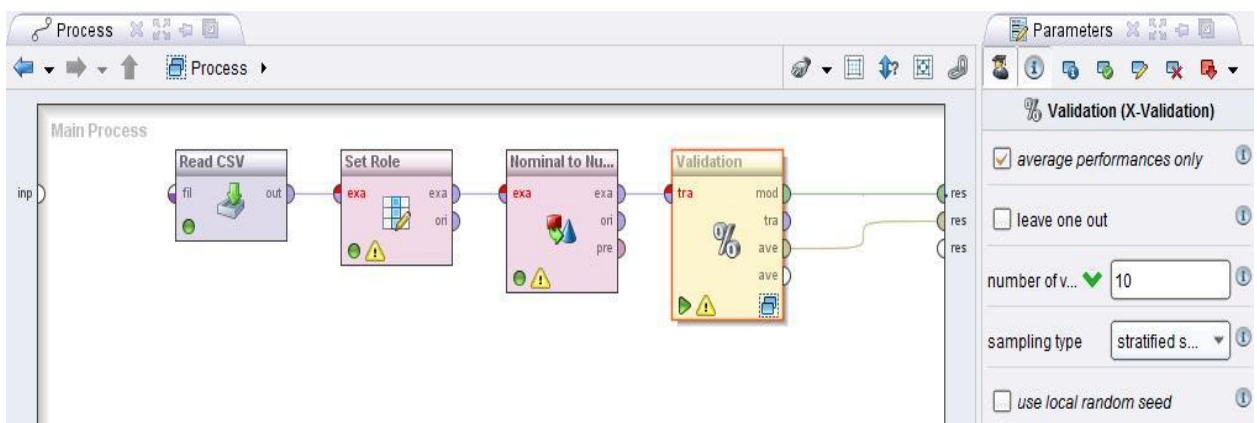 Process
Parameters
Process
Validation (X-Validation)
Main Process
Read CSV
Set Role
Nominal to Nu...
Validation
average performances only
inp
fil
out
exa
exa
exa
exa
tra
mod
res
ori
ori
tra
res
leave one out
pre
ave
res
ave
number of v...
10
sampling type
stratified s...
use local random seed